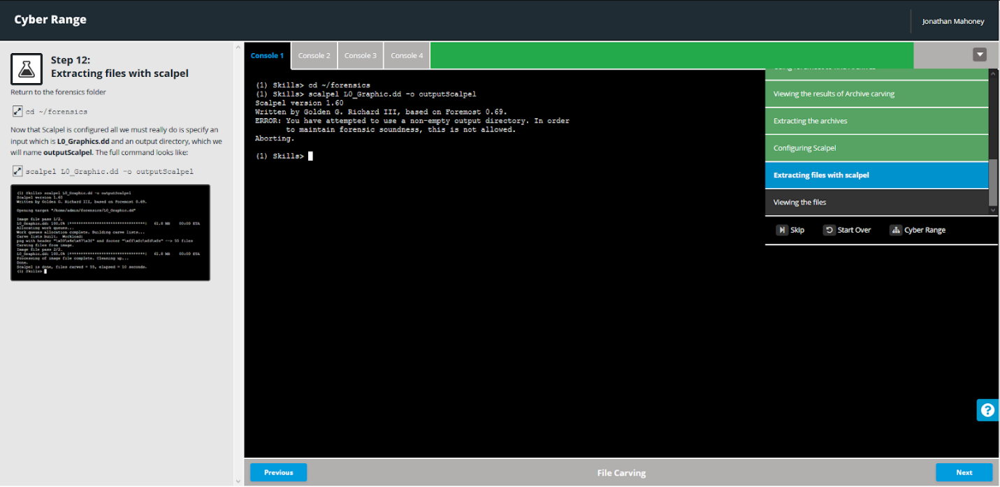 Cyber Range
Jonathan Mahoney
Step 12:
Extracting files with scalpel
Return to the forensics folder
cd ~/forensics
Now that Scalpel is configured all we must really do is specify an
input which is L0_Graphics.dd and an output directory, which we
will name outputScalpel. The full command looks like:
scalpel L0_Graphic.dd -o outputScalpel
(1) Skills> scalpel L0_Graphic.dd -o outputScalpel
Scalpel version 1.60
Written by Golden G. Richard III, based on Foremost 0.69.
Opening target "/home/admin/forensics/L0_Graphic.dd"
Image file pass 1/2.
L0_Graphic.dd: 100.0% 61.8 MB 00:00 ETA
Allocating work queues...
Work queues allocation complete. Building carve lists...
Carve lists built. Workload:
Carving files from image.
Image file pass 2/2.
L0_Graphic.dd: 100.0% 61.8 MB 00:00 ETA
Processing of image file complete. Cleaning up...
Done.
Scalpel is done, files carved = 55, elapsed = 10 seconds.
(1) Skills>
Console 1
Console 2
Console 3
Console 4
(1) Skills> cd ~/forensics
(1) Skills> scalpel L0_Graphic.dd -o outputScalpel
Scalpel version 1.60
Written by Golden G. Richard III, based on Foremost 0.69.
ERROR: You have attempted to use a non-empty output directory. In order
to maintain forensic soundness, this is not allowed.
Aborting.
(1) Skills>
Viewing the results of Archive carving
Extracting the archives
Configuring Scalpel
Extracting files with scalpel
Viewing the files
Skip
Start Over
Cyber Range
?
Previous
File Carving
Next